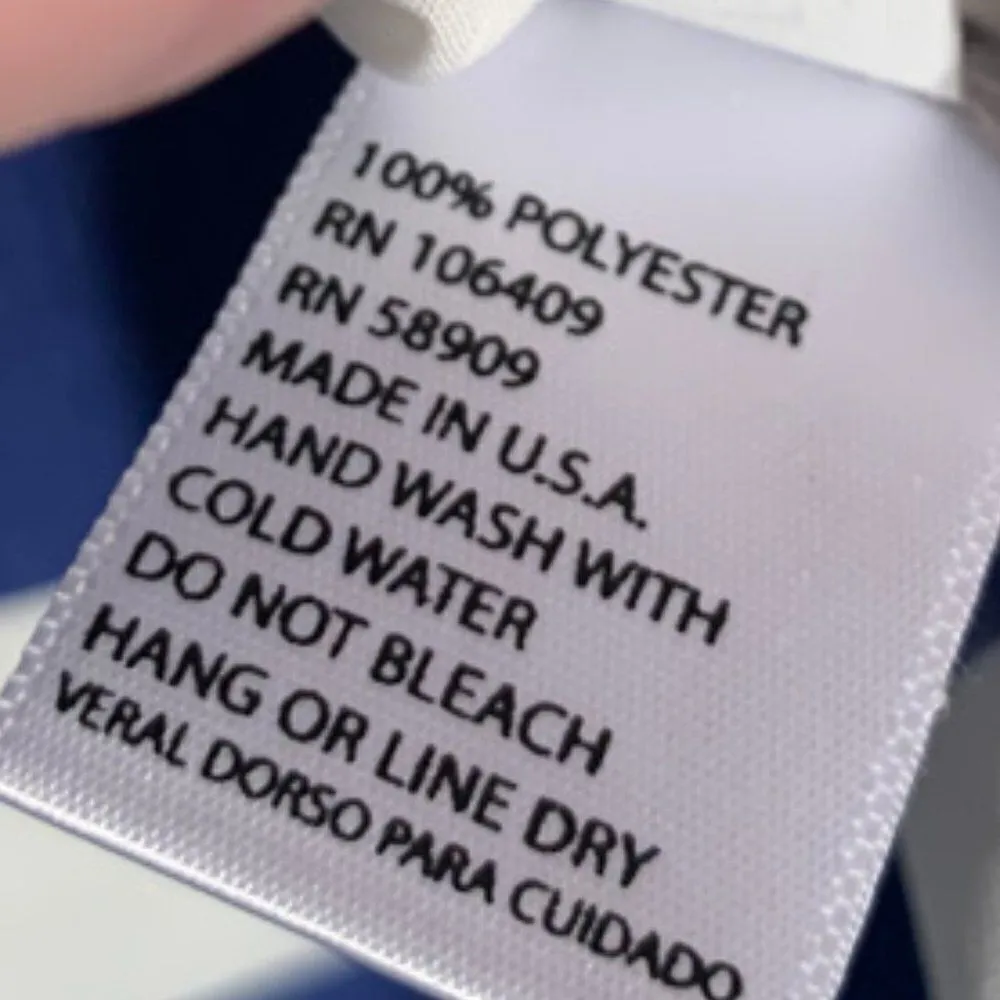 100% POLYESTER
RN 106409
RN 58909
MADE IN U.S.A.
HAND WASH WITH
COLD WATER
DO NOT BLEACH
HANG OR LINE DRY
VERAL DORSO PARA CUIDADO